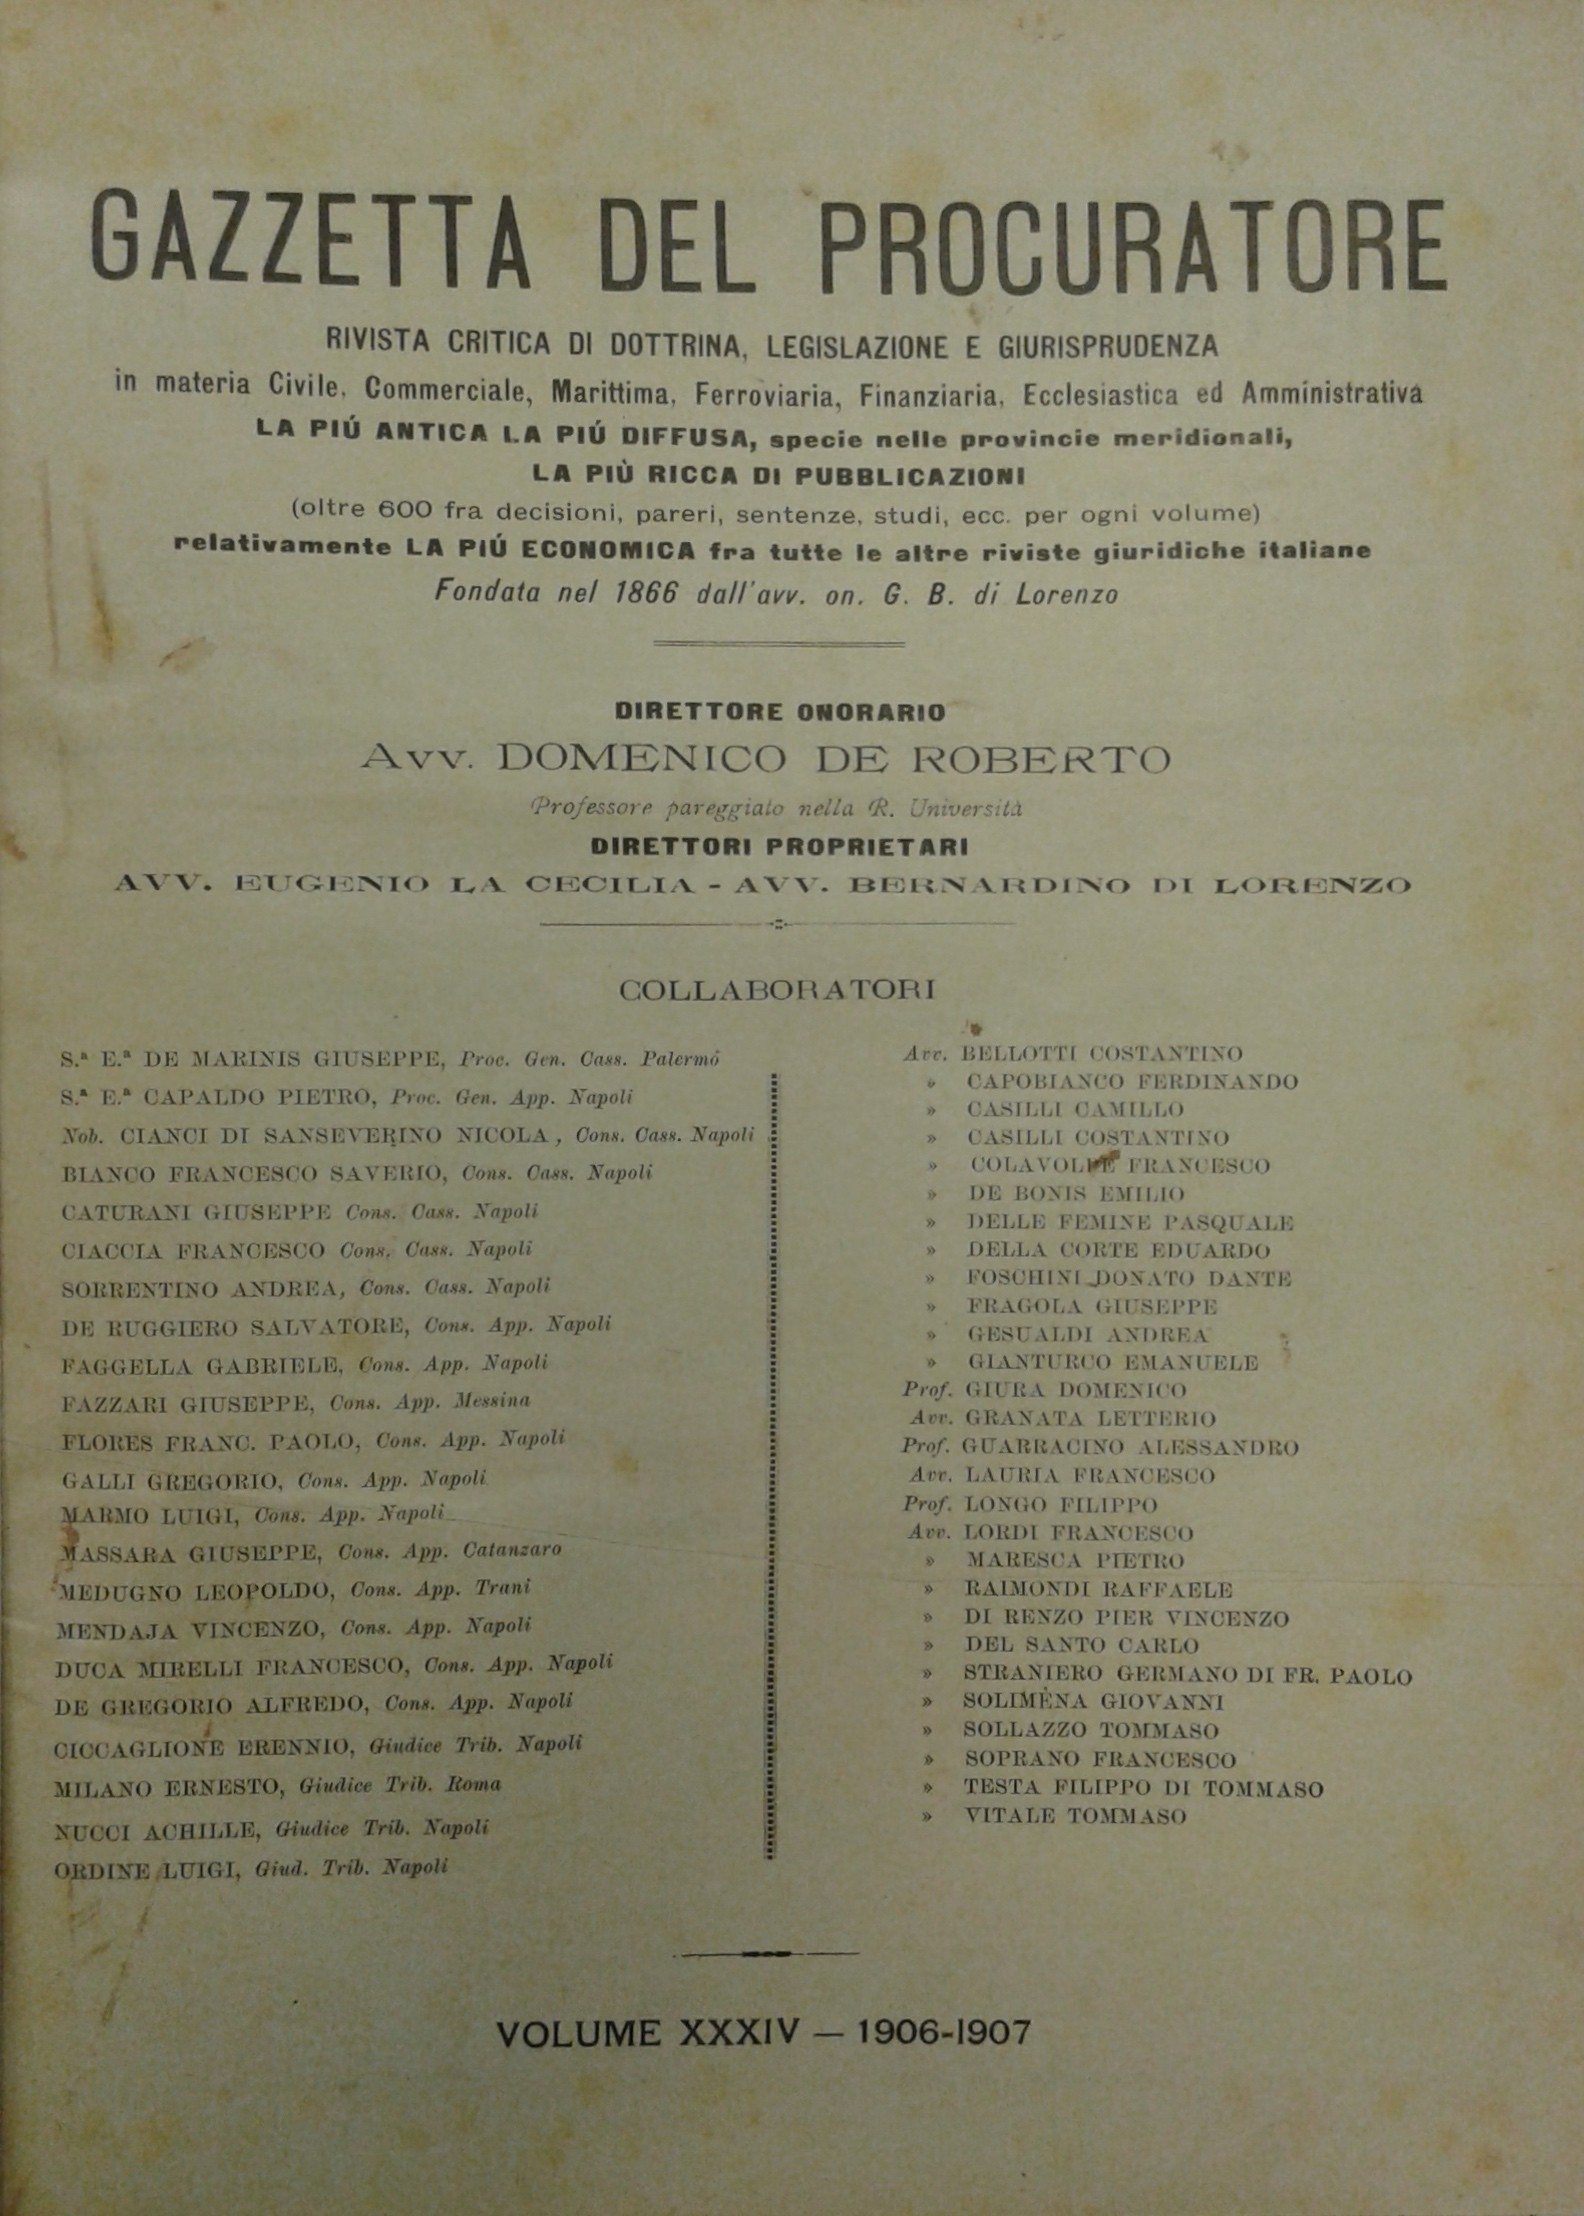 GAZZETTA DEL PROCURATORE
RIVISTA CRITICA DI DOTTRINA, LEGISLAZIONE E GIURISPRUDENZA
in materia Civile, Commerciale, Marittima, Ferroviaria, Finanziaria, Ecclesiastica ed Amministrativa
LA PIÚ ANTICA LA PIÚ DIFFUSA, specie nelle provincie meridionali,
LA PIÙ RICCA DI PUBBLICAZIONI
(oltre 600 fra decisioni, pareri, sentenze, studi, ecc. per ogni volume)
relativamente LA PIÚ ECONOMICA fra tutte le altre riviste giuridiche italiane
Fondata nel 1866 dall'avv. on. G. B. di Lorenzo
DIRETTORE ONORARIO
Avv. DOMENICO DE ROBERTO
Professore pareggiato nella R. Università
DIRETTORI PROPRIETARI
AVV. EUGENIO LA CECILIA - AVV. BERNARDINO DI LORENZO
COLLABORATORI
S.ª E.ª DE MARINIS GIUSEPPE, Proc. Gen. Cass. Palermo
S.ª E.ª CAPALDO PIETRO, Proc. Gen. App. Napoli
Nob. CIANCI DI SANSEVERINO NICOLA, Cons. Cass. Napoli
BIANCO FRANCESCO SAVERIO, Cons. Cass. Napoli
CATURANI GIUSEPPE Cons. Cass. Napoli
CIACCIA FRANCESCO Cons. Cass. Napoli
SORRENTINO ANDREA, Cons. Cass. Napoli
DE RUGGIERO SALVATORE, Cons. App. Napoli
FAGGELLA GABRIELE, Cons. App. Napoli
FAZZARI GIUSEPPE, Cons. App. Messina
FLORES FRANC. PAOLO, Cons. App. Napoli
GALLI GREGORIO, Cons. App. Napoli
MARMO LUIGI, Cons. App. Napoli
MASSARA GIUSEPPE, Cons. App. Catanzaro
MEDUGNO LEOPOLDO, Cons. App. Trani
MENDAJA VINCENZO, Cons. App. Napoli
DUCA MIRELLI FRANCESCO, Cons. App. Napoli
DE GREGORIO ALFREDO, Cons. App. Napoli
CICCAGLIONE ERENNIO, Giudice Trib. Napoli
MILANO ERNESTO, Giudice Trib. Roma
NUCCI ACHILLE, Giudice Trib. Napoli
ORDINE LUIGI, Giud. Trib. Napoli
Avv. BELLOTTI COSTANTINO
» CAPOBIANCO FERDINANDO
» CASILLI CAMILLO
» CASILLI COSTANTINO
» COLAVOLPE FRANCESCO
» DE BONIS EMILIO
» DELLE FEMINE PASQUALE
» DELLA CORTE EDUARDO
» FOSCHINI DONATO DANTE
» FRAGOLA GIUSEPPE
» GESUALDI ANDREA
» GIANTURCO EMANUELE
Prof. GIURA DOMENICO
Avv. GRANATA LETTERIO
Prof. GUARRACINO ALESSANDRO
Avv. LAURIA FRANCESCO
Prof. LONGO FILIPPO
Avv. LORDI FRANCESCO
» MARESCA PIETRO
» RAIMONDI RAFFAELE
» DI RENZO PIER VINCENZO
» DEL SANTO CARLO
» STRANIERO GERMANO DI FR. PAOLO
» SOLIMÈNA GIOVANNI
» SOLLAZZO TOMMASO
» SOPRANO FRANCESCO
» TESTA FILIPPO DI TOMMASO
» VITALE TOMMASO
VOLUME XXXIV — 1906-1907